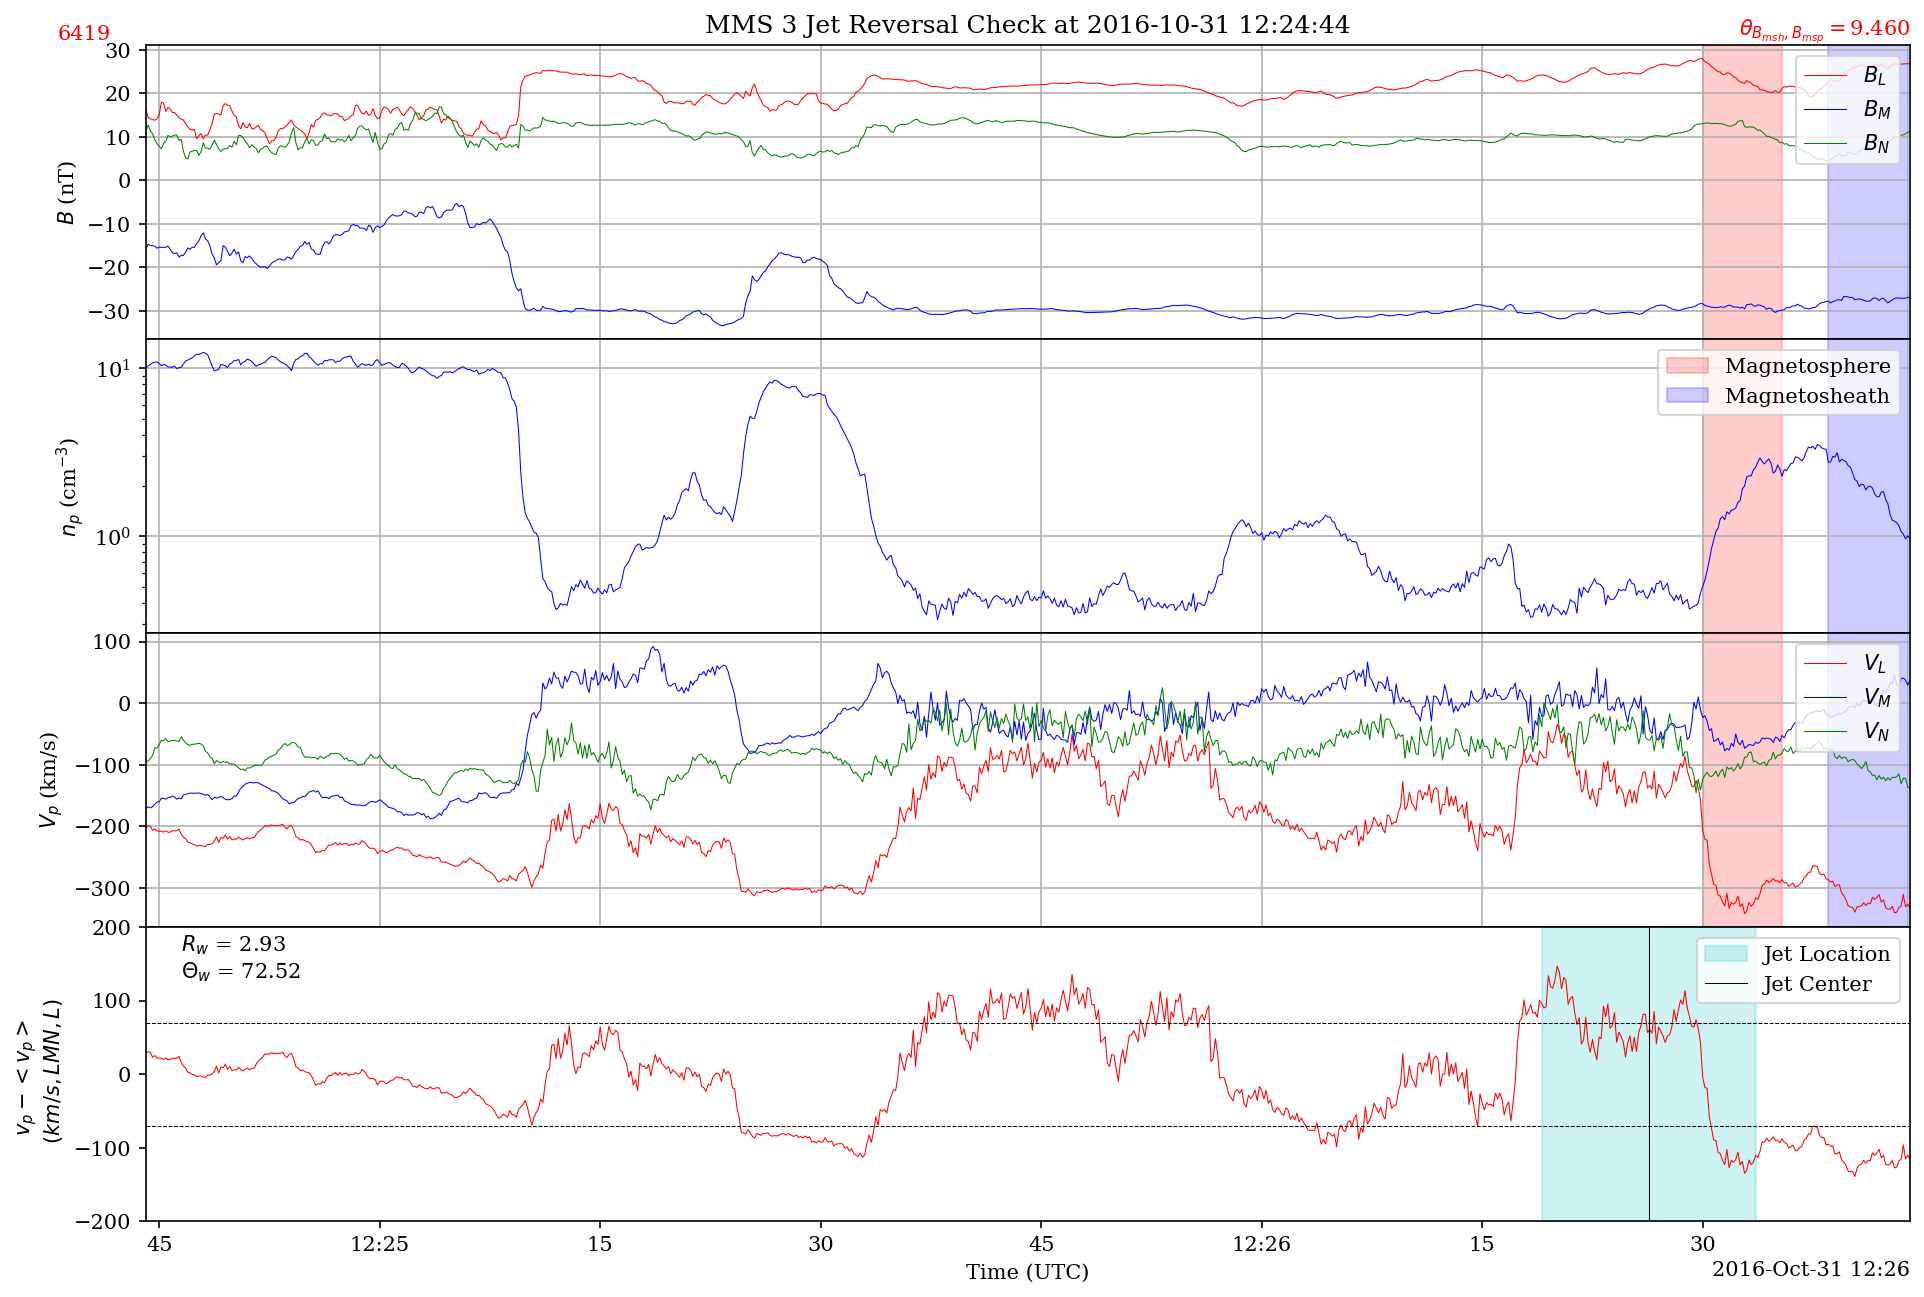 MMS 3 Jet Reversal Check at 2016-10-31 12:24:44
6419
θ_{B_{msh}, B_{msp}} = 9.460
30
20
10
0
−10
−20
−30
B (nT)
B_L
B_M
B_N
10^1
10^0
n_p (cm^{−3})
Magnetosphere
Magnetosheath
100
0
−100
−200
−300
V_p (km/s)
V_L
V_M
V_N
200
100
0
−100
−200
v_p − < v_p >
(km/s, LMN, L)
R_w = 2.93
Θ_w = 72.52
Jet Location
Jet Center
45
12:25
15
30
45
12:26
15
30
Time (UTC)
2016-Oct-31 12:26